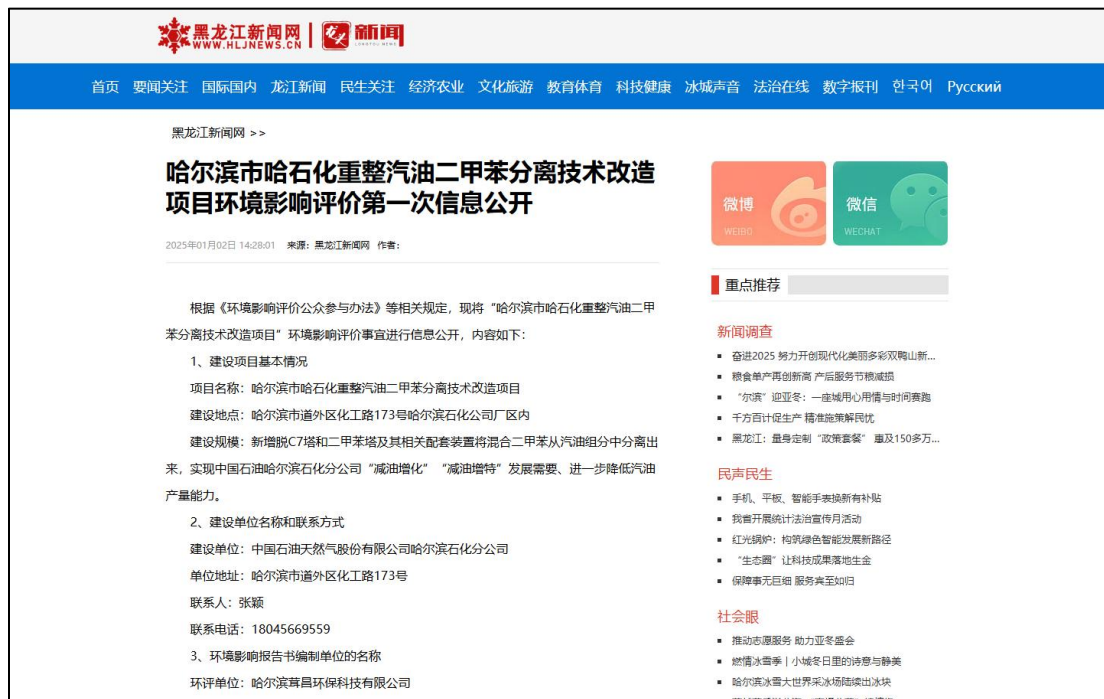 黑龙江新闻网
WWW.HLJNEWS.CN
新闻
首页 要闻关注 国际国内 龙江新闻 民生关注 经济农业 文化旅游 教育体育 科技健康 冰城声音 法治在线 数字报刊 한국어 Русский
黑龙江新闻网 >>
哈尔滨市哈石化重整汽油二甲苯分离技术改造
项目环境影响评价第一次信息公开
2025年01月02日 14:28:01 来源：黑龙江新闻网 作者：
根据《环境影响评价公众参与办法》等相关规定，现将“哈尔滨市哈石化重整汽油二甲
苯分离技术改造项目”环境影响评价事宜进行信息公开，内容如下：
1、建设项目基本情况
项目名称：哈尔滨市哈石化重整汽油二甲苯分离技术改造项目
建设地点：哈尔滨市道外区化工路173号哈尔滨石化公司厂区内
建设规模：新增脱C7塔和二甲苯塔及其相关配套装置将混合二甲苯从汽油组分中分离出
来，实现中国石油哈尔滨石化分公司“减油增化”“减油增特”发展需要、进一步降低汽油
产量能力。
2、建设单位名称和联系方式
建设单位：中国石油天然气股份有限公司哈尔滨石化分公司
单位地址：哈尔滨市道外区化工路173号
联系人：张颖
联系电话：18045669559
3、环境影响报告书编制单位的名称
环评单位：哈尔滨茸昌环保科技有限公司
微博
WEIBO
微信
WECHAT
重点推荐
新闻调查
奋进2025 努力开创现代化美丽多彩双鸭山新...
粮食单产再创新高 产后服务节粮减损
“尔滨”迎亚冬：一座城用心用情与时间赛跑
千方百计促生产 精准施策解民忧
黑龙江：量身定制“政策套餐” 惠及150多万...
民声民生
手机、平板、智能手表换新有补贴
我省开展统计法治宣传月活动
红光锅炉：构筑绿色智能发展新路径
“生态圈”让科技成果落地生金
保障事无巨细 服务宾至如归
社会眼
推动志愿服务 助力亚冬盛会
燃情冰雪季 | 小城冬日里的诗意与静美
哈尔滨冰雪大世界采冰场陆续出冰块